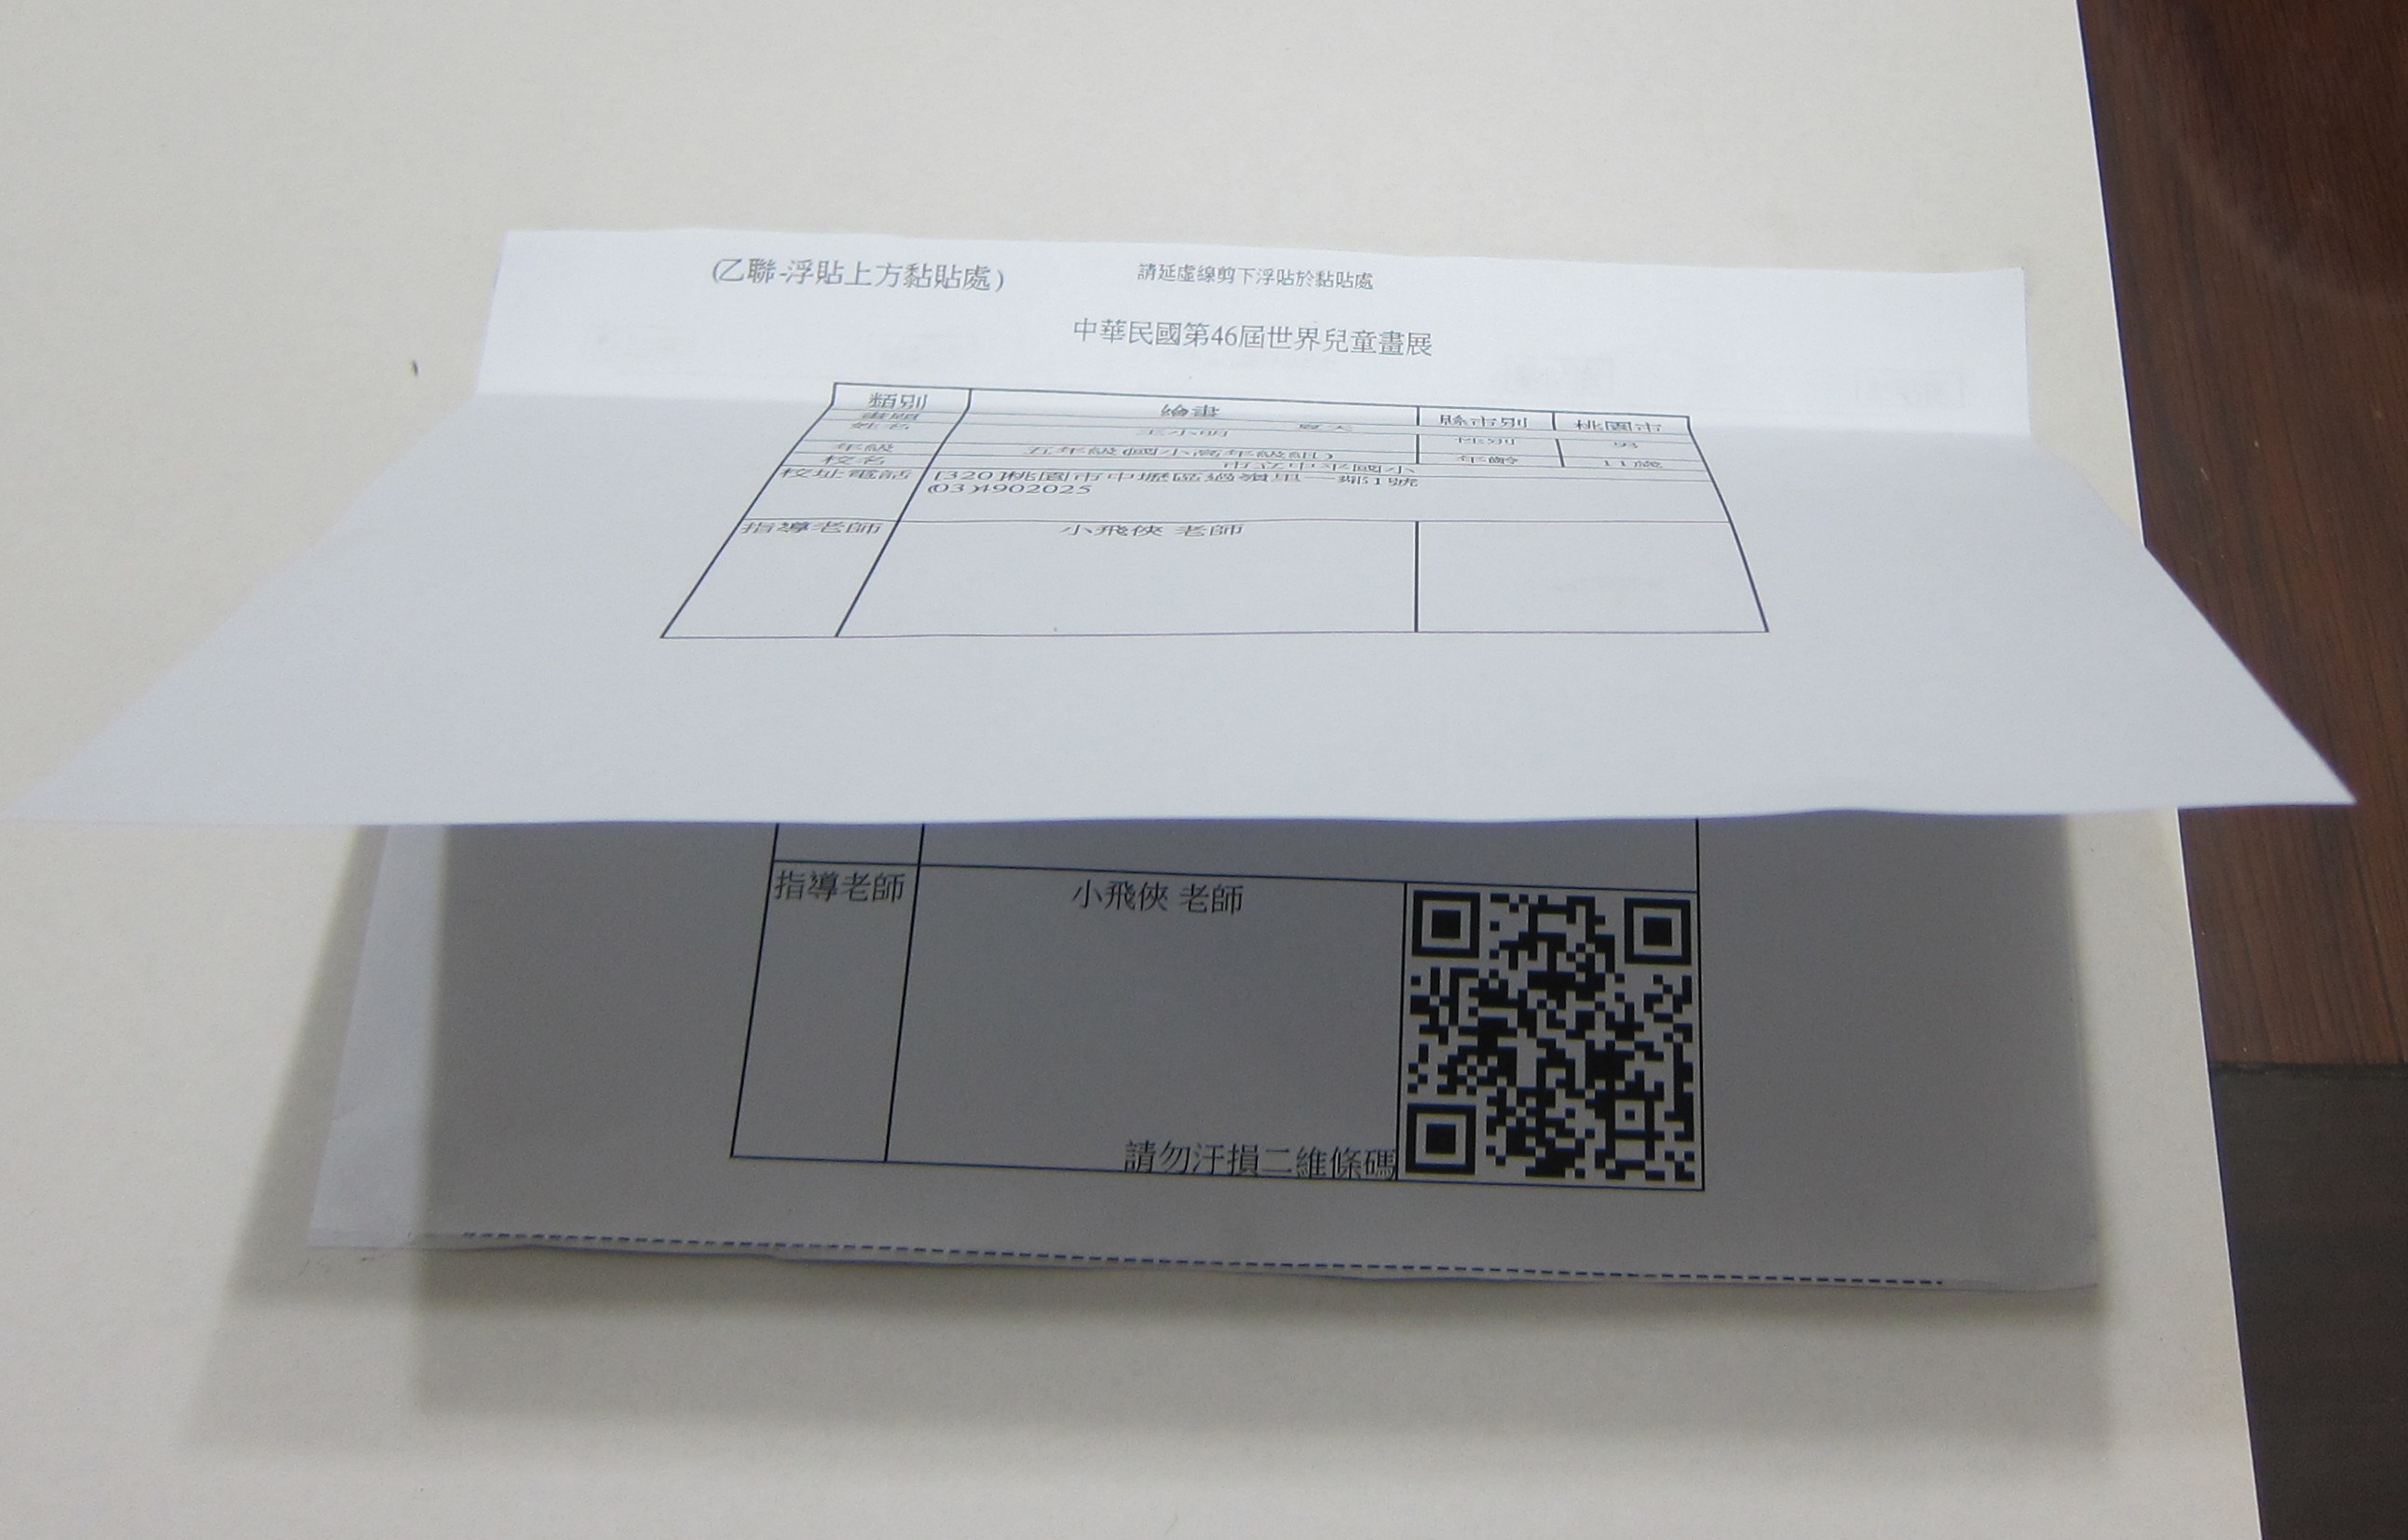 (乙聯-浮貼上方黏貼處) 請延虛線剪下浮貼於黏貼處
中華民國第46屆世界兒童畫展
類別 繪畫 縣市別 桃園市
畫題 夏天
姓名 王小明 性別 男
年級 五年級(國小高年級組) 年齡 11歲
校名 市立中平國小
校址電話 [320]桃園市中壢區過嶺里一鄰51號
(03)4902025
指導老師 小飛俠 老師
指導老師 小飛俠 老師
請勿汙損二維條碼